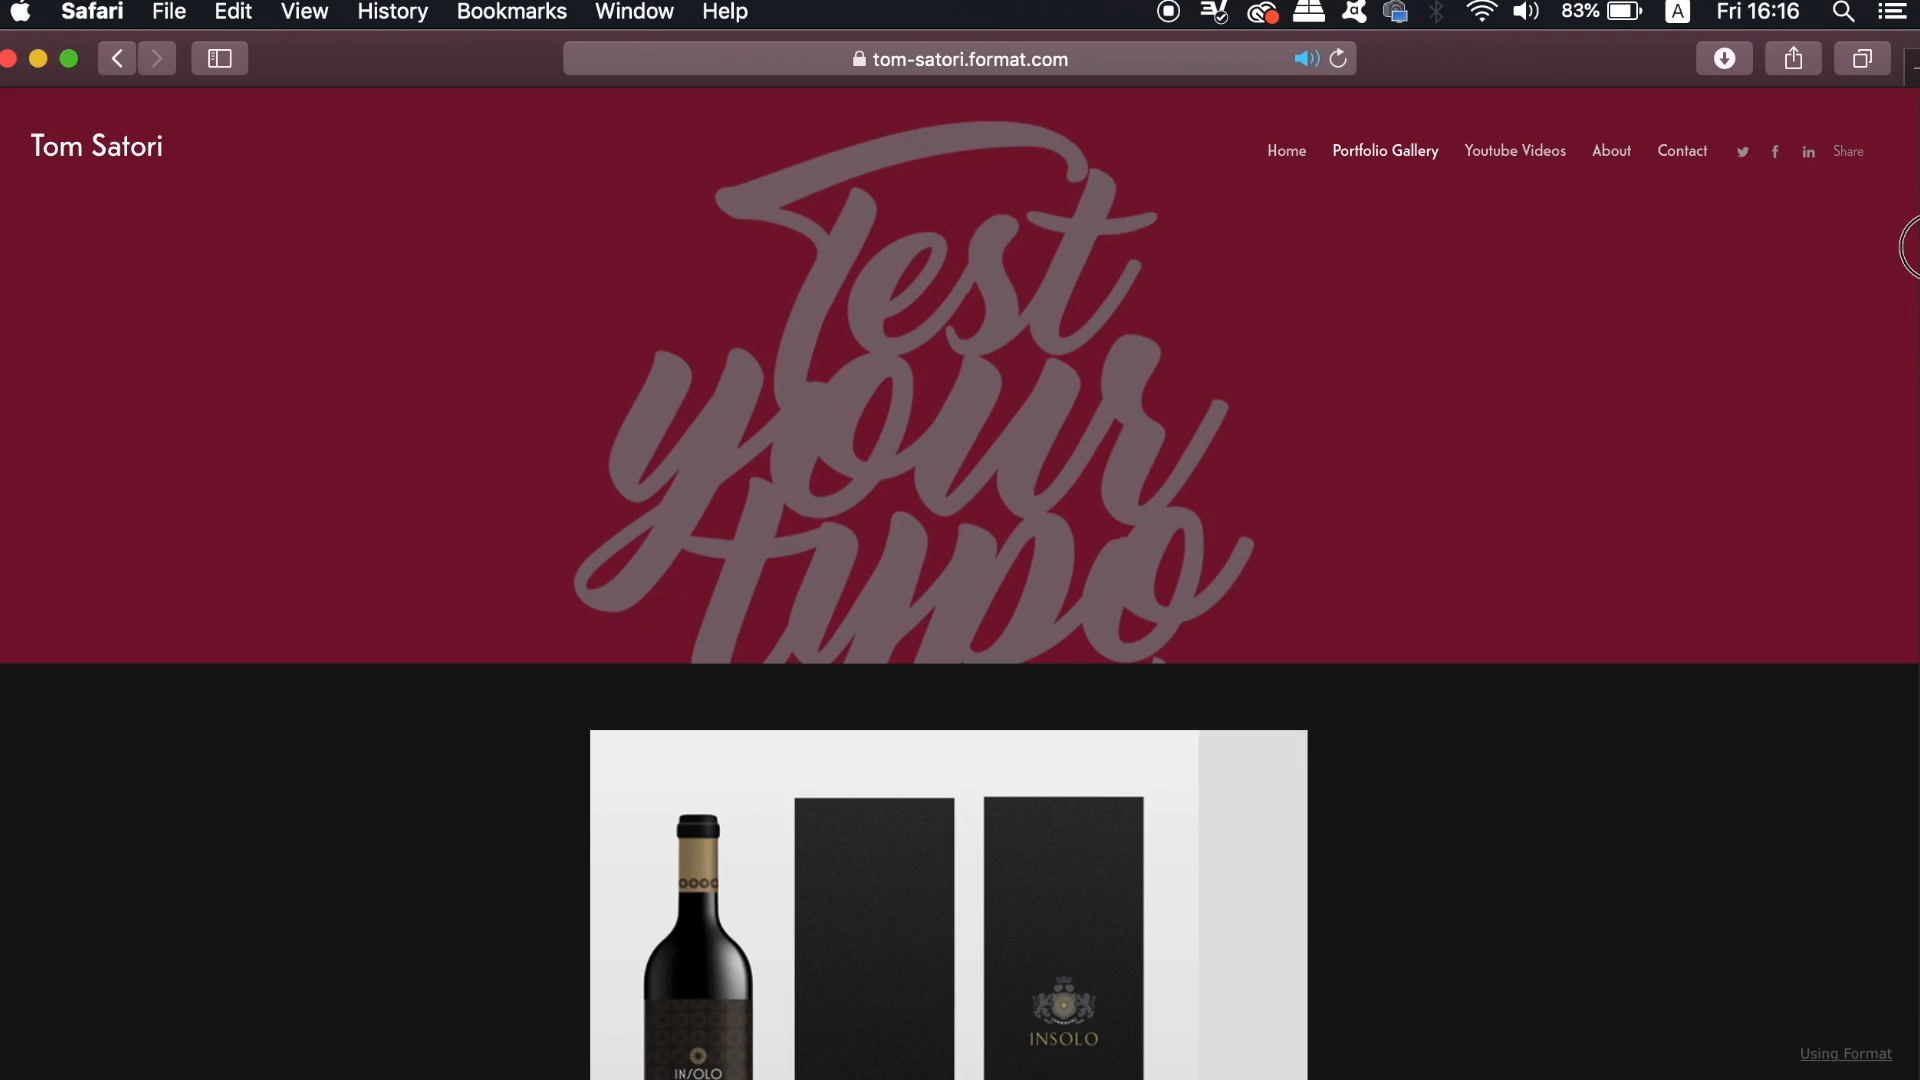 Safari File Edit View History Bookmarks Window Help 83% A Fri 16:16
tom-satori.format.com
Tom Satori
Home Portfolio Gallery Youtube Videos About Contact Share
Test
your
typo
INSOLO
INSOLO
Using Format